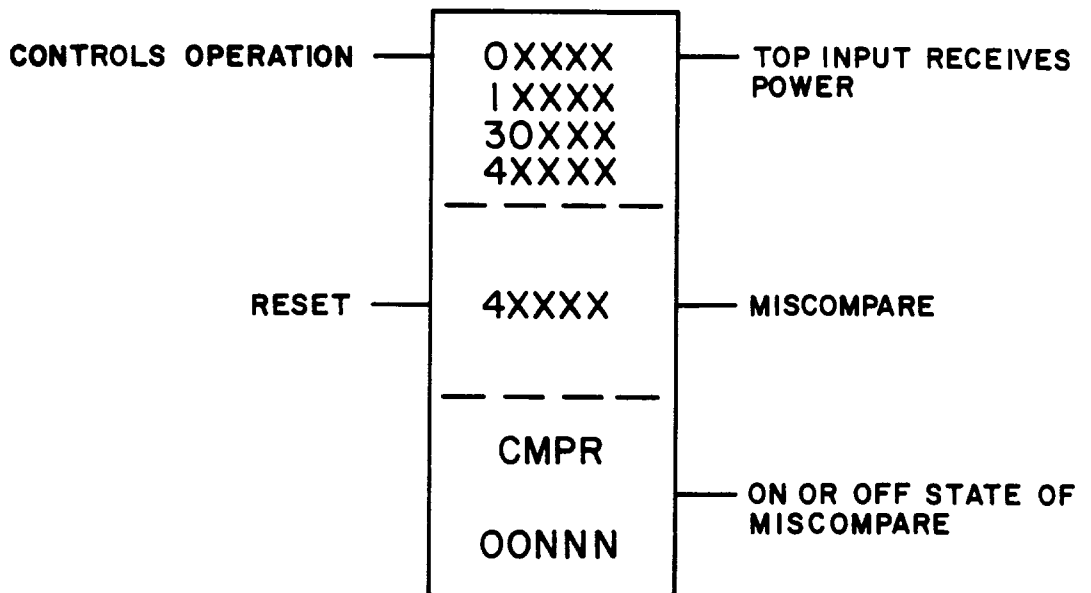 CONTROLS OPERATION
0XXXX
1XXXX
30XXX
4XXXX
TOP INPUT RECEIVES
POWER
RESET
4XXXX
MISCOMPARE
CMPR
00NNN
ON OR OFF STATE OF
MISCOMPARE